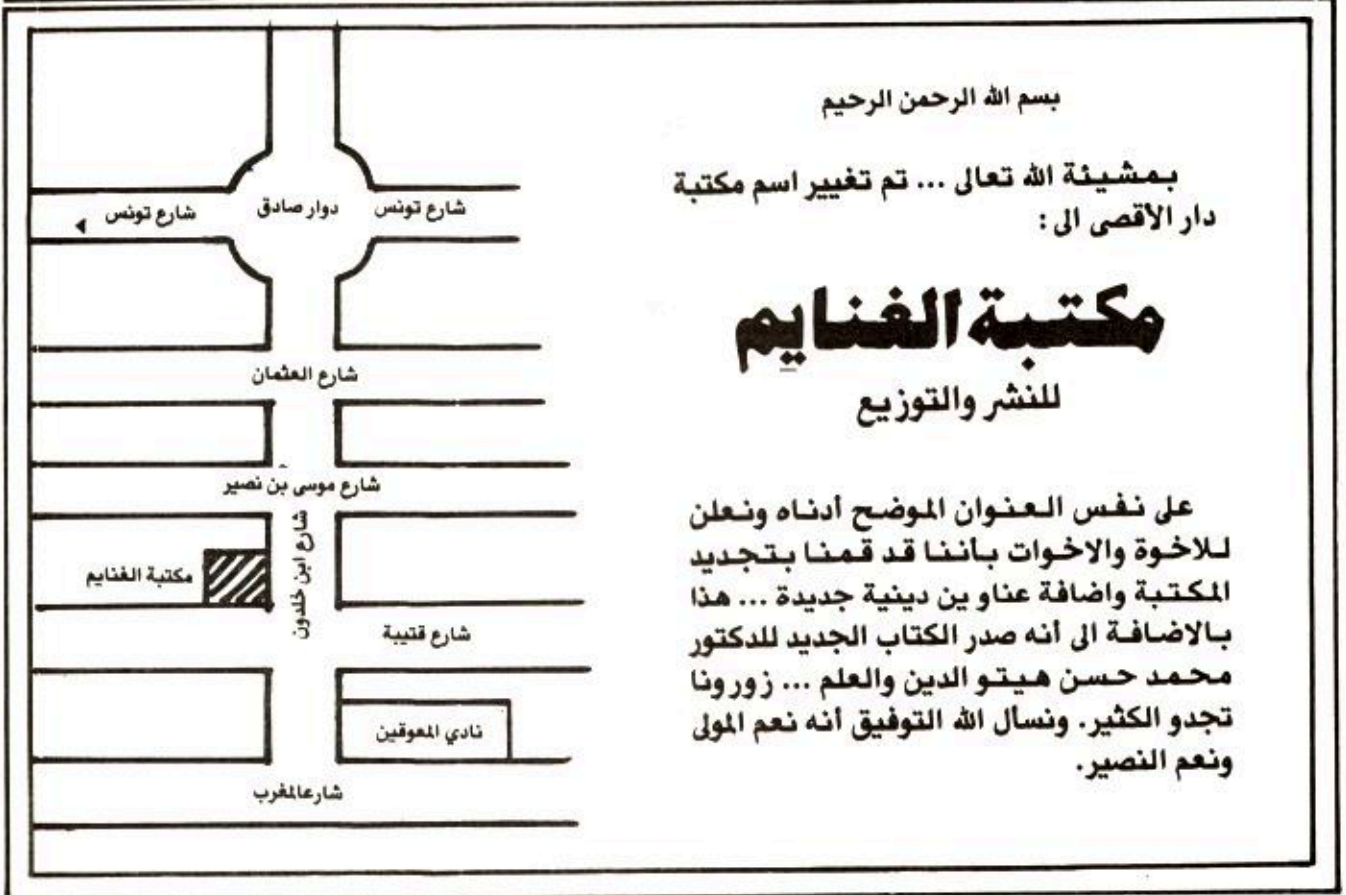 بسم الله الرحمن الرحيم
بمشيئة الله تعالى ... تم تغيير اسم مكتبة
دار الأقصى الى :
مكتبة الغنايم
للنشر والتوزيع
على نفس العنوان الموضح أدناه ونعلن
للاخوة والاخوات بأننا قد قمنا بتجديد
المكتبة واضافة عناو ين دينية جديدة ... هذا
بالاضافة الى أنه صدر الكتاب الجديد للدكتور
محمد حسن هيتو الدين والعلم ... زورونا
تجدو الكثير. ونسأل الله التوفيق أنه نعم المولى
ونعم النصير.
شارع تونس
دوار صادق
شارع تونس
شارع العثمان
شارع موسى بن نصير
شارع ابن خلدون
مكتبة الغنايم
شارع قتيبة
نادي المعوقين
شارعالمغرب